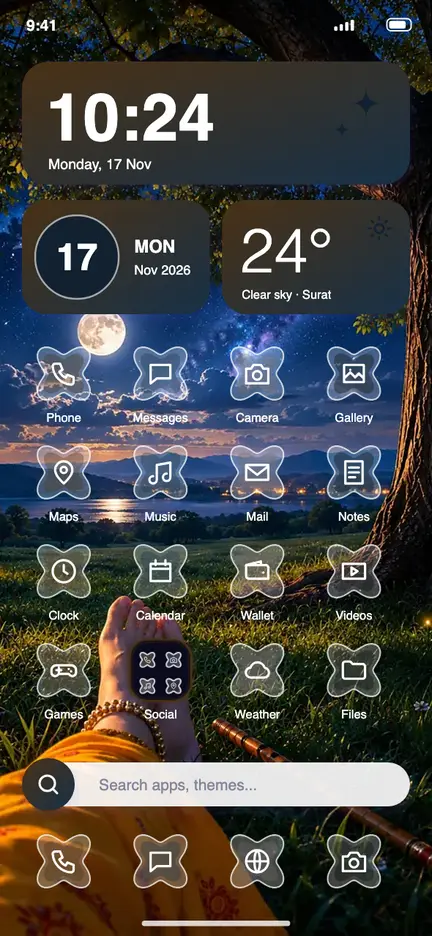 9:41
10:24
Monday, 17 Nov
17
MON
Nov 2026
24°
Clear sky · Surat
Phone
Messages
Camera
Gallery
Maps
Music
Mail
Notes
Clock
Calendar
Wallet
Videos
Games
Social
Weather
Files
Search apps, themes...